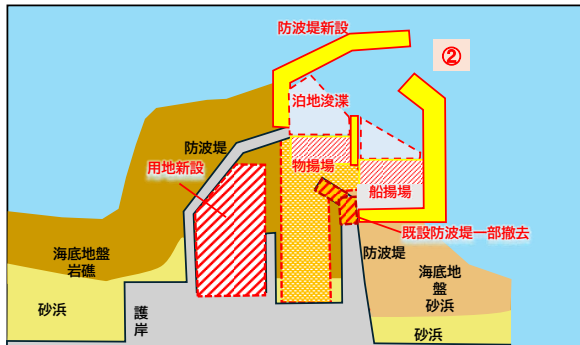 防波堤新設
②
泊地浚渫
防波堤
物揚場
用地新設
船揚場
既設防波堤一部撤去
防波堤
海底地盤
岩礁
海底地
盤
砂浜
砂浜
護
岸
砂浜